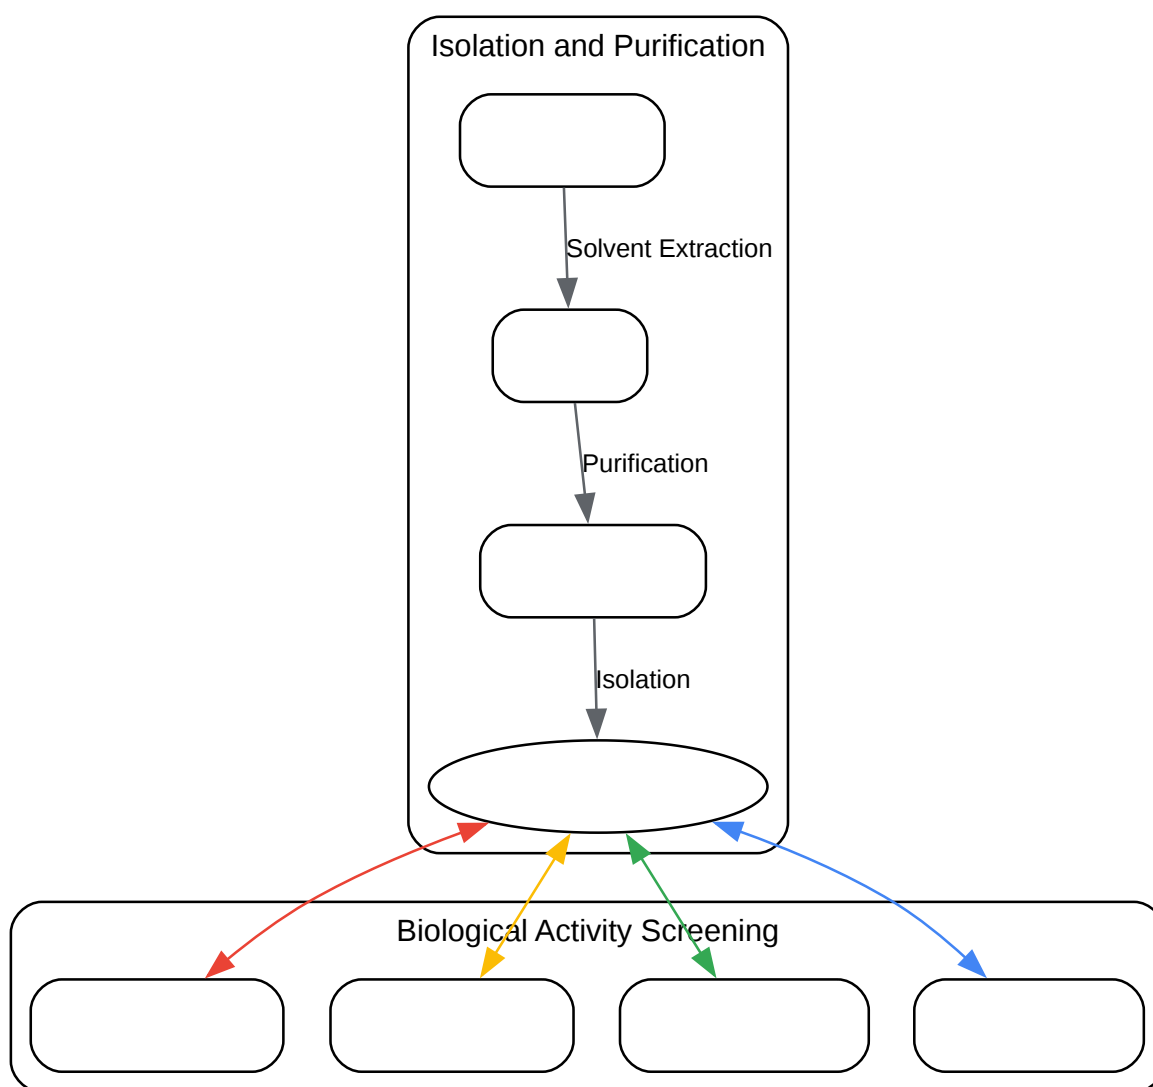 Isolation and Purification
Solvent Extraction
Purification
Isolation
Biological Activity Screening